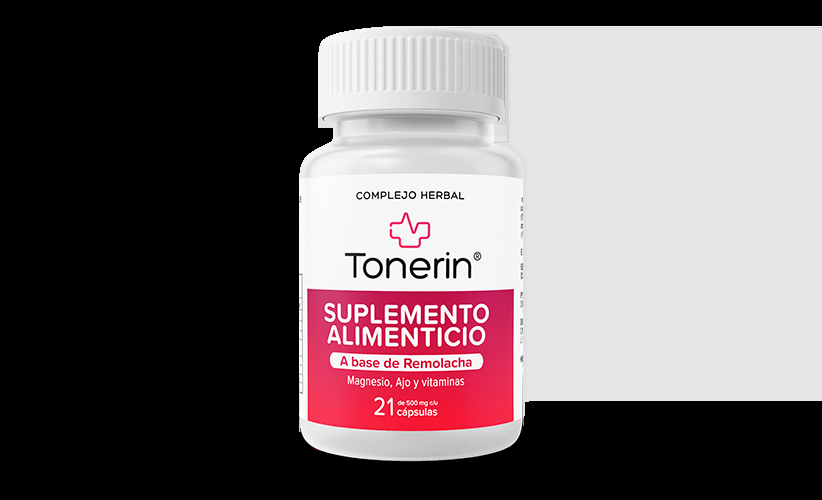 COMPLEJO HERBAL
Tonerin®
SUPLEMENTO
ALIMENTICIO
A base de Remolacha
Magnesio, Ajo y vitaminas
21 de 500 mg c/u
cápsulas